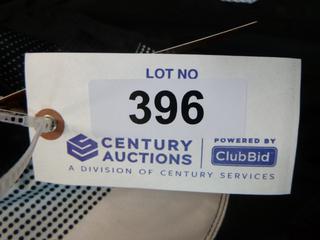 LOT NO
396
CENTURY
AUCTIONS
POWERED BY
ClubBid
A DIVISION OF CENTURY SERVICES